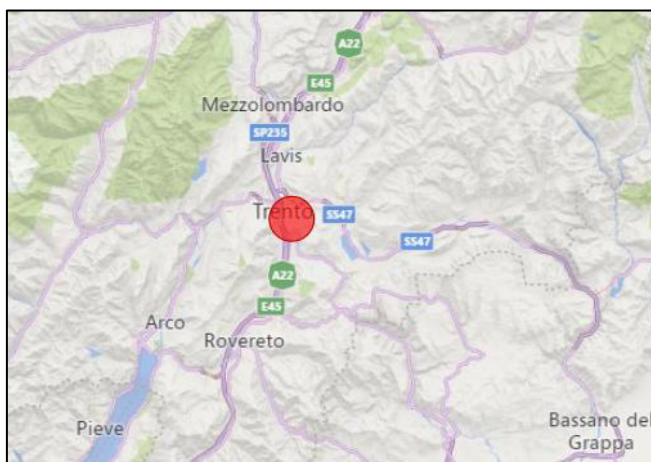 A22
E45
Mezzolombardo
SP235
Lavis
Trento
SS47
SS47
A22
E45
Arco
Rovereto
Pieve
Bassano del
Grappa